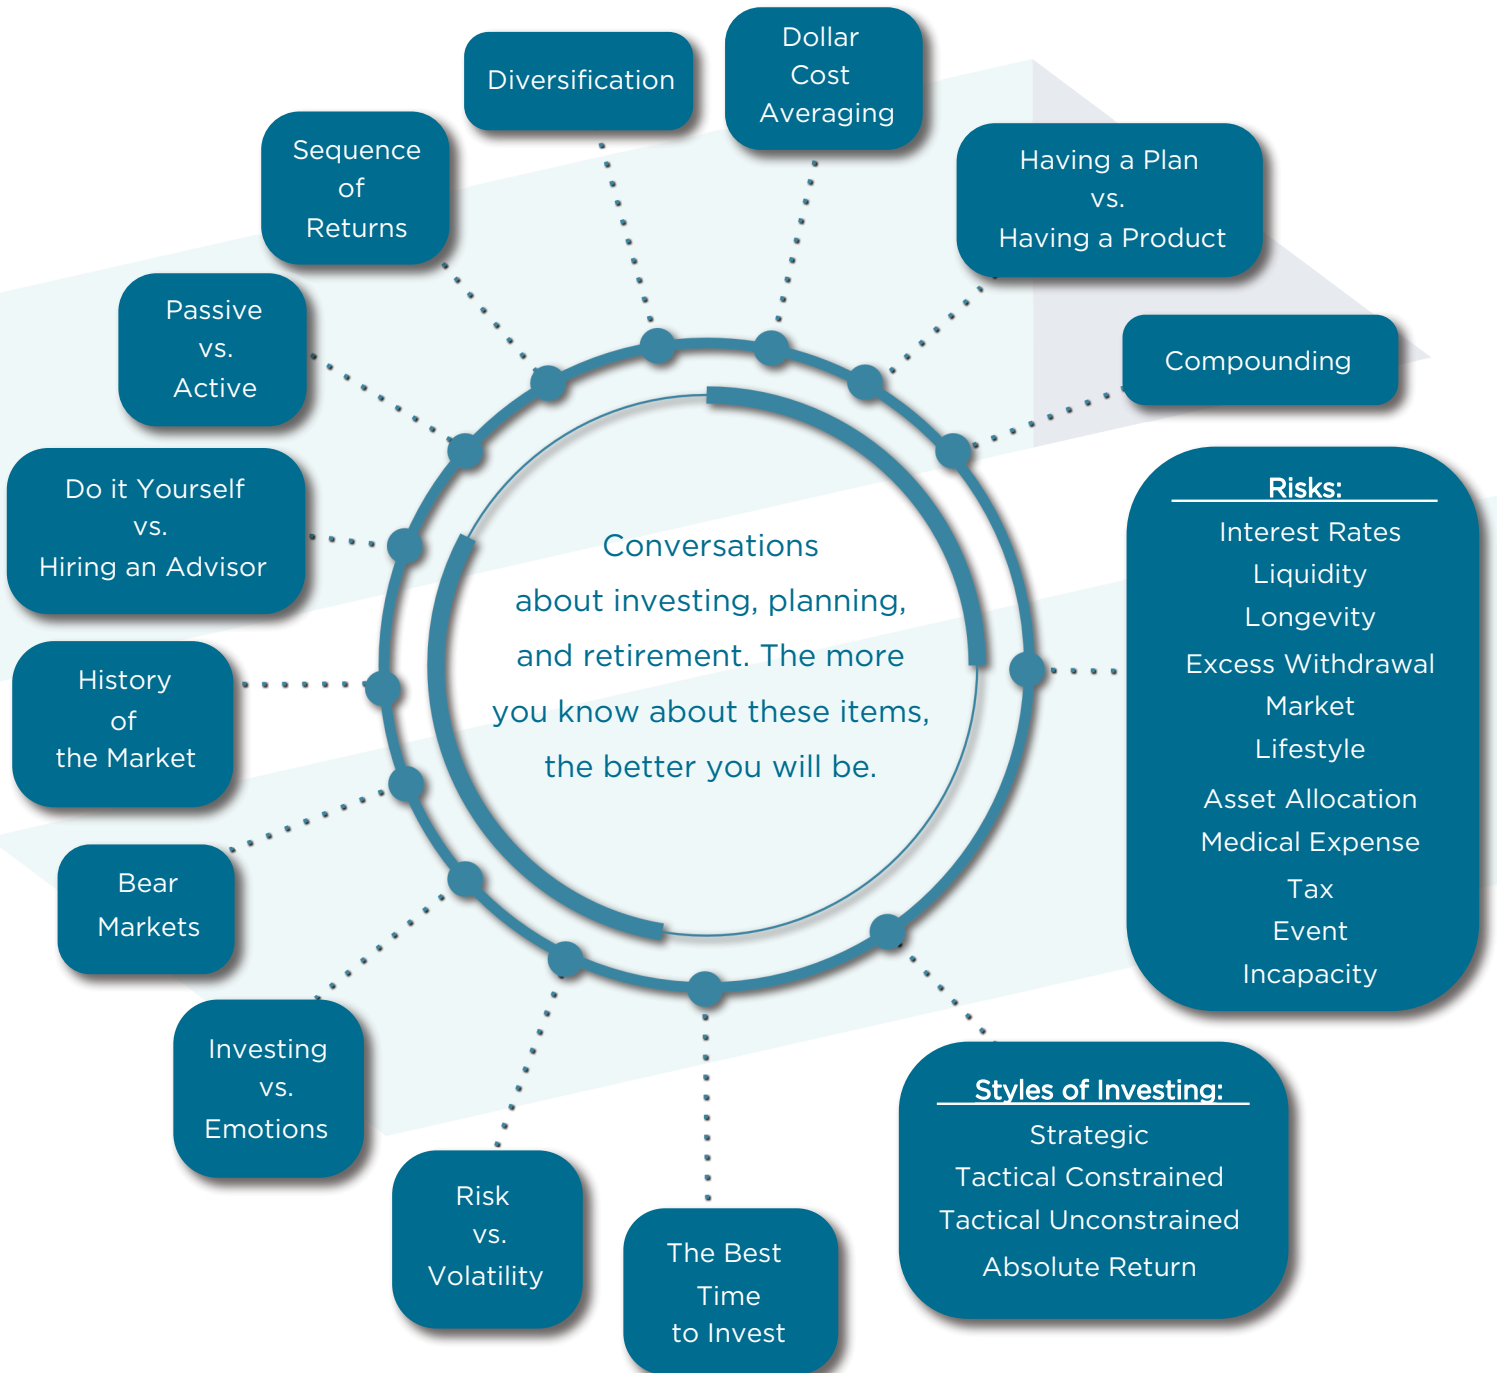 Diversification
Dollar
Cost
Averaging
Having a Plan
vs.
Having a Product
Compounding
Risks:
Interest Rates
Liquidity
Longevity
Excess Withdrawal
Market
Lifestyle
Asset Allocation
Medical Expense
Tax
Event
Incapacity
Styles of Investing:
Strategic
Tactical Constrained
Tactical Unconstrained
Absolute Return
The Best
Time
to Invest
Risk
vs.
Volatility
Investing
vs.
Emotions
Bear
Markets
History
of
the Market
Do it Yourself
vs.
Hiring an Advisor
Passive
vs.
Active
Sequence
of
Returns
Conversations
about investing, planning,
and retirement. The more
you know about these items,
the better you will be.